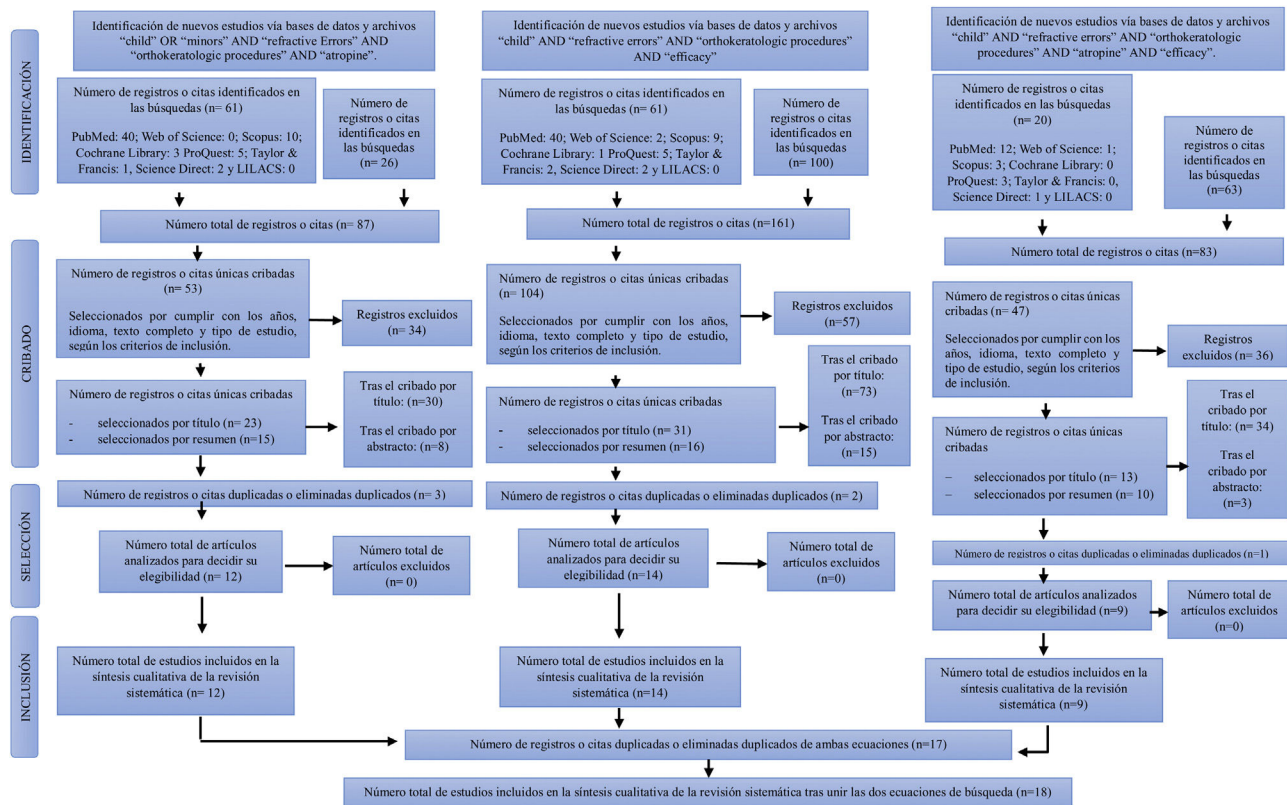 IDENTIFICACIÓN
Identificación de nuevos estudios vía bases de datos y archivos
“child” OR “minors” AND “refractive Errors” AND
“orthokeratologic procedures” AND “atropine”.
Número de registros o citas identificados en
las búsquedas (n= 61)
PubMed: 40; Web of Science: 0; Scopus: 10;
Cochrane Library: 3 ProQuest: 5; Taylor &
Francis: 1, Science Direct: 2 y LILACS: 0
Número de
registros o citas
identificados en
las búsquedas
(n= 26)
Número total de registros o citas (n= 87)
Identificación de nuevos estudios vía bases de datos y archivos
“child” AND “refractive errors” AND “orthokeratologic procedures”
AND “efficacy”
Número de registros o citas identificados en
las búsquedas (n= 61)
PubMed: 40; Web of Science: 2; Scopus: 9;
Cochrane Library: 1 ProQuest: 5; Taylor &
Francis: 2, Science Direct: 2 y LILACS: 0
Número de
registros o citas
identificados en
las búsquedas
(n= 100)
Número total de registros o citas (n=161)
Identificación de nuevos estudios vía bases de datos y archivos
“child” AND “refractive errors” AND “orthokeratologic
procedures” AND “atropine” AND “efficacy”.
Número de registros o citas
identificados en las búsquedas
(n= 20)
PubMed: 12; Web of Science: 1;
Scopus: 3; Cochrane Library: 0
ProQuest: 3; Taylor & Francis: 0,
Science Direct: 1 y LILACS: 0
Número de
registros o citas
identificados en
las búsquedas
(n=63)
Número total de registros o citas (n=83)
CRIBADO
Número de registros o citas únicas cribadas
(n= 53)
Seleccionados por cumplir con los años,
idioma, texto completo y tipo de estudio,
según los criterios de inclusión.
Registros excluidos
(n= 34)
Número de registros o citas únicas cribadas
- seleccionados por título (n= 23)
- seleccionados por resumen (n=15)
Tras el cribado por
título: (n=30)
Tras el cribado por
abstracto: (n=8)
Número de registros o citas únicas cribadas
(n= 104)
Seleccionados por cumplir con los años,
idioma, texto completo y tipo de estudio,
según los criterios de inclusión.
Registros excluidos
(n=57)
Número de registros o citas únicas cribadas
- seleccionados por título (n= 31)
- seleccionados por resumen (n=16)
Tras el cribado
por título:
(n=73)
Tras el cribado
por abstracto:
(n=15)
Número de registros o citas únicas
cribadas (n= 47)
Seleccionados por cumplir con los
años, idioma, texto completo y
tipo de estudio, según los criterios
de inclusión.
Registros
excluidos (n= 36)
Número de registros o citas únicas
cribadas
– seleccionados por título (n= 13)
– seleccionados por resumen (n= 10)
Tras el
cribado por
título: (n= 34)
Tras el
cribado por
abstracto:
(n=3)
SELECCIÓN
Número de registros o citas duplicadas o eliminadas duplicados (n= 3)
Número total de artículos
analizados para decidir su
elegibilidad (n= 12)
Número total de
artículos excluidos
(n= 0)
Número de registros o citas duplicadas o eliminadas duplicados (n= 2)
Número total de artículos
analizados para decidir su
elegibilidad (n=14)
Número total de
artículos excluidos
(n=0)
Número de registros o citas duplicadas o eliminadas duplicados (n=1)
Número total de artículos analizados
para decidir su elegibilidad (n=9)
Número total de
artículos excluidos
(n=0)
INCLUSIÓN
Número total de estudios incluidos en la
síntesis cualitativa de la revisión
sistemática (n= 12)
Número total de estudios incluidos en la
síntesis cualitativa de la revisión
sistemática (n=14)
Número total de estudios incluidos en la
síntesis cualitativa de la revisión
sistemática (n=9)
Número de registros o citas duplicadas o eliminadas duplicados de ambas ecuaciones (n=17)
Número total de estudios incluidos en la síntesis cualitativa de la revisión sistemática tras unir las dos ecuaciones de búsqueda (n=18)